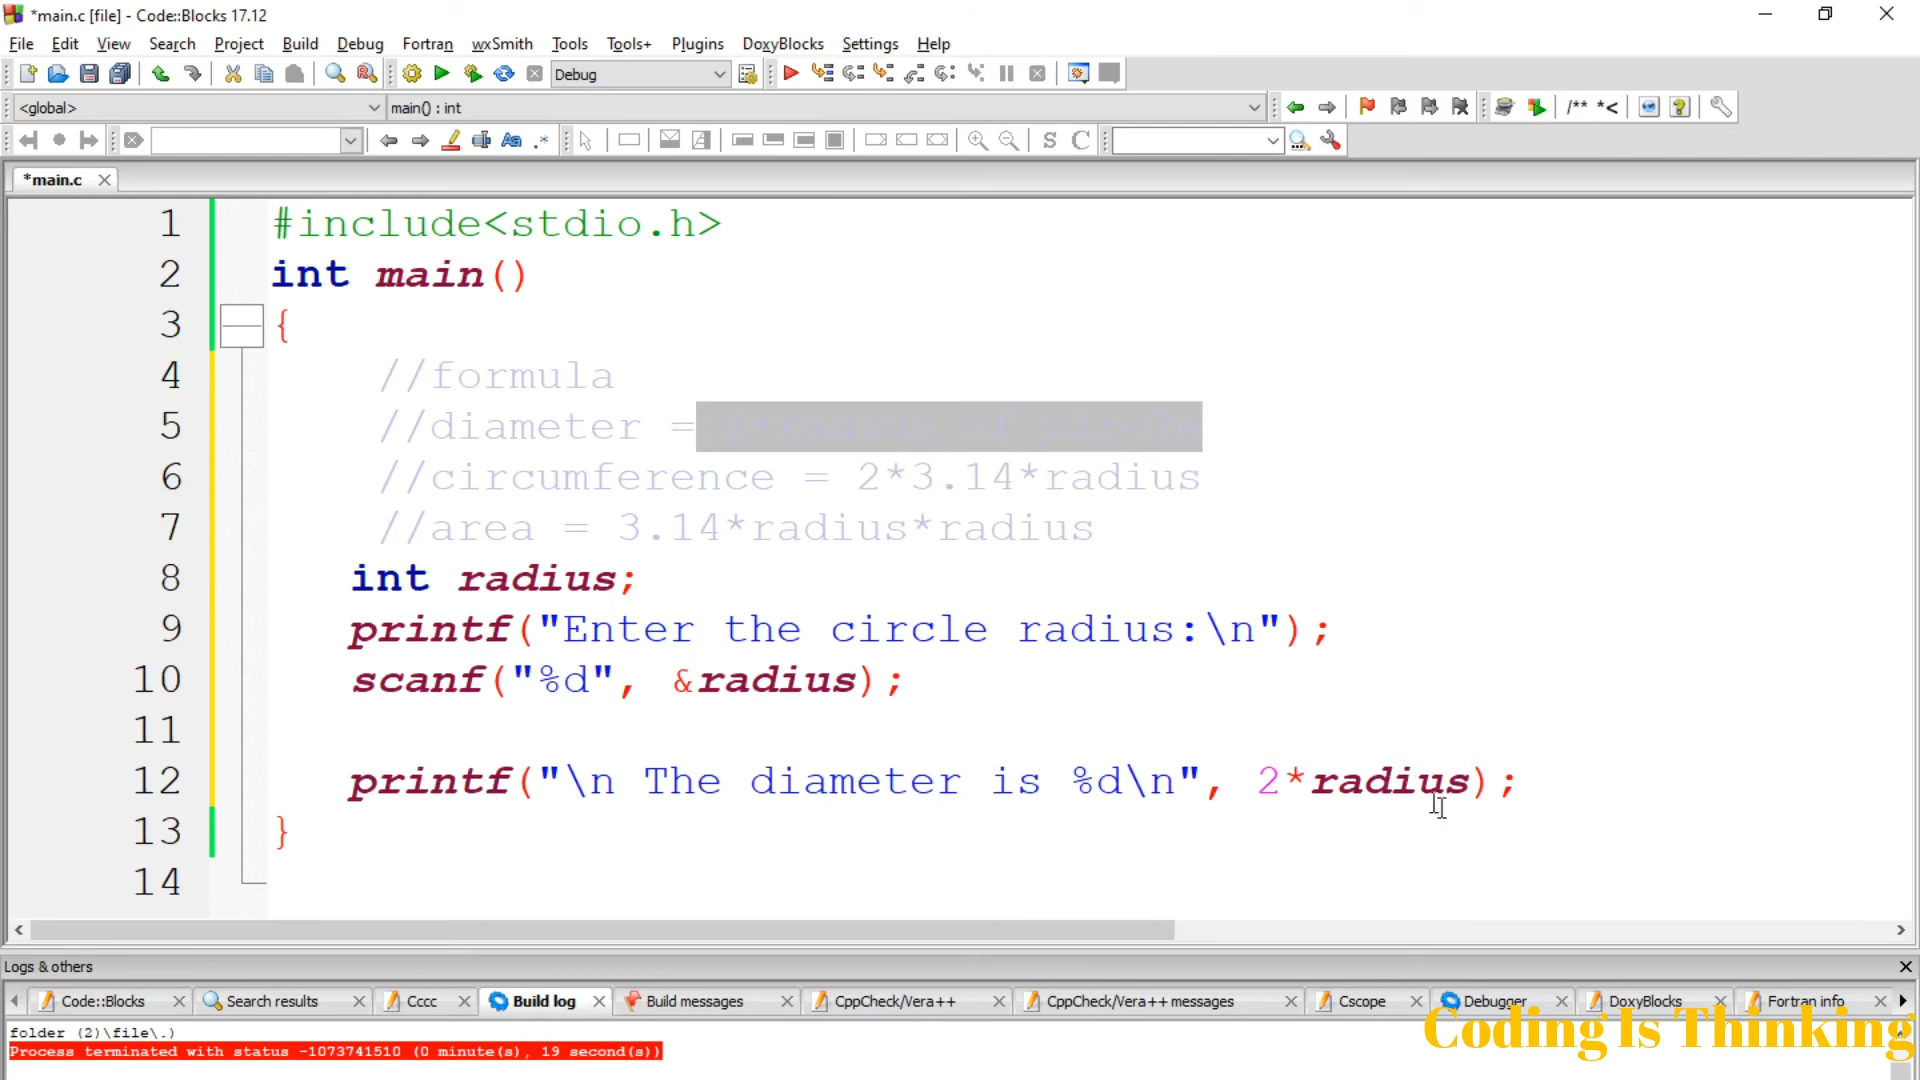 *main.c [file] - Code::Blocks 17.12
File Edit View Search Project Build Debug Fortran wxSmith Tools Tools+ Plugins DoxyBlocks Settings Help
Debug
<global> main() : int /** *<
Aa .* S C
*main.c
1 #include<stdio.h>
2 int main()
3 {
4 //formula
5 //diameter = 2*radius of circle
6 //circumference = 2*3.14*radius
7 //area = 3.14*radius*radius
8 int radius;
9 printf("Enter the circle radius:\n");
10 scanf("%d", &radius);
11
12 printf("\n The diameter is %d\n", 2*radius);
13 }
14
Logs & others
Code::Blocks Search results Cccc Build log Build messages CppCheck/Vera++ CppCheck/Vera++ messages Cscope Debugger DoxyBlocks Fortran info
folder (2)\file\.)
Process terminated with status -1073741510 (0 minute(s), 19 second(s))
Coding Is Thinking